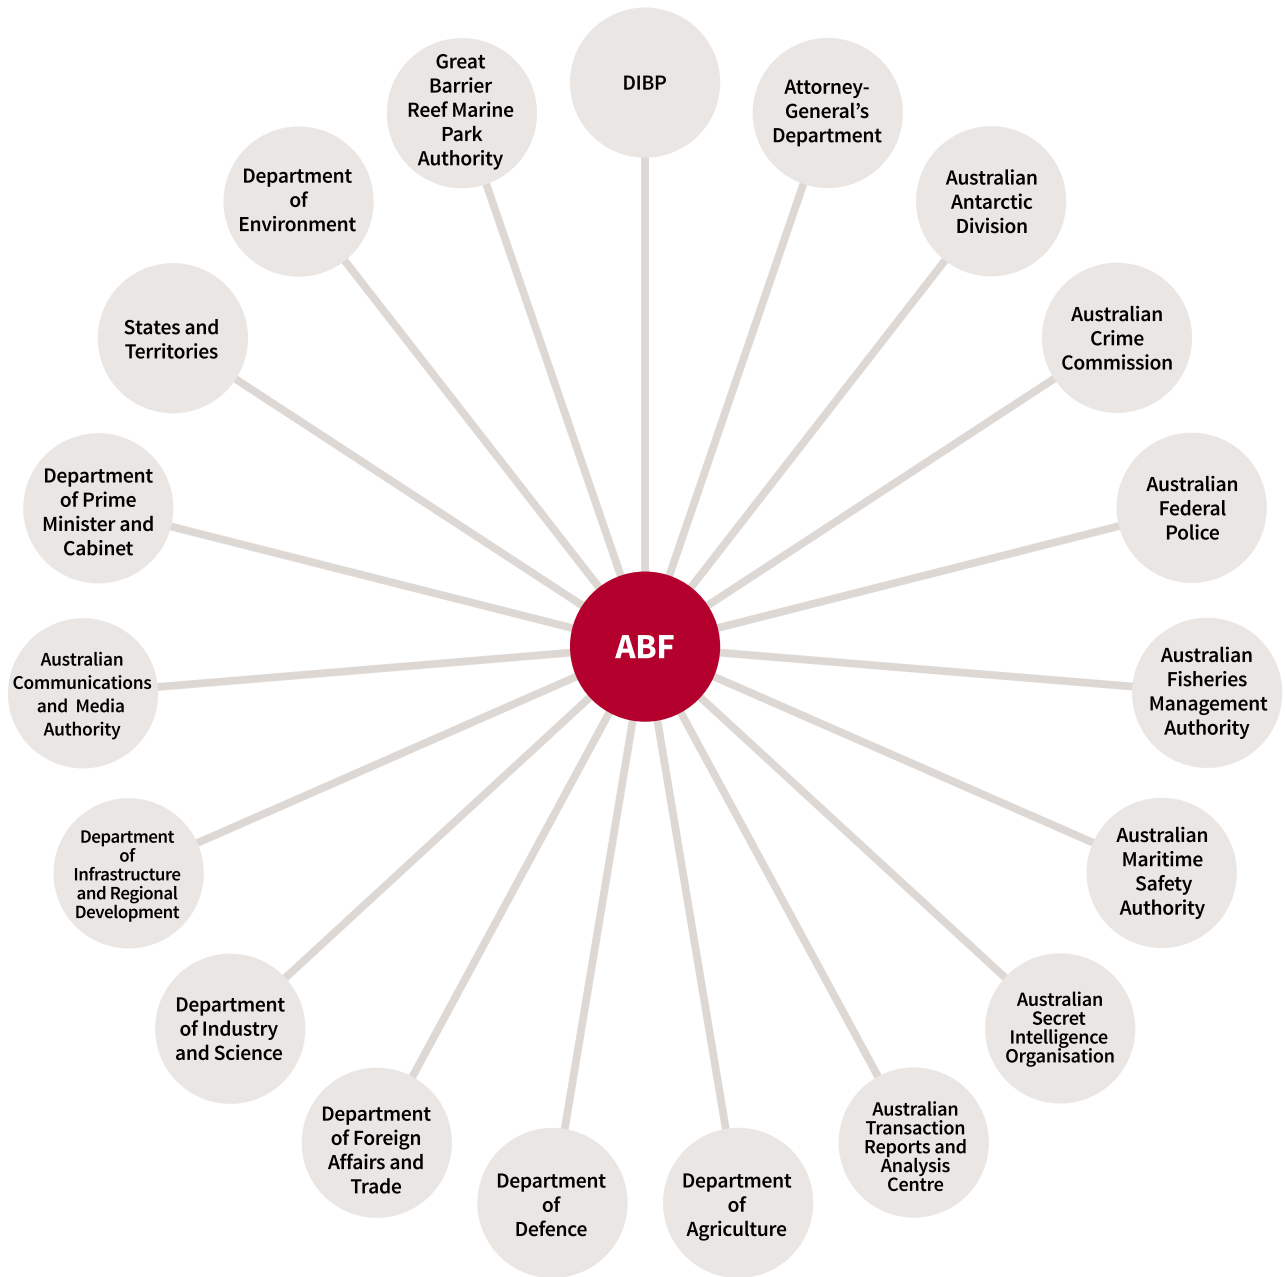 DIBP
Attorney-
General’s
Department
Australian
Antarctic
Division
Australian
Crime
Commission
Australian
Federal
Police
Australian
Fisheries
Management
Authority
Australian
Maritime
Safety
Authority
Australian
Secret
Intelligence
Organisation
Australian
Transaction
Reports and
Analysis
Centre
Department
of
Agriculture
Department
of
Defence
Department
of Foreign
Affairs and
Trade
Department
of Industry
and Science
Department
of
Infrastructure
and Regional
Development
Australian
Communications
and Media
Authority
Department
of Prime
Minister and
Cabinet
States and
Territories
Department
of
Environment
Great
Barrier
Reef Marine
Park
Authority
ABF